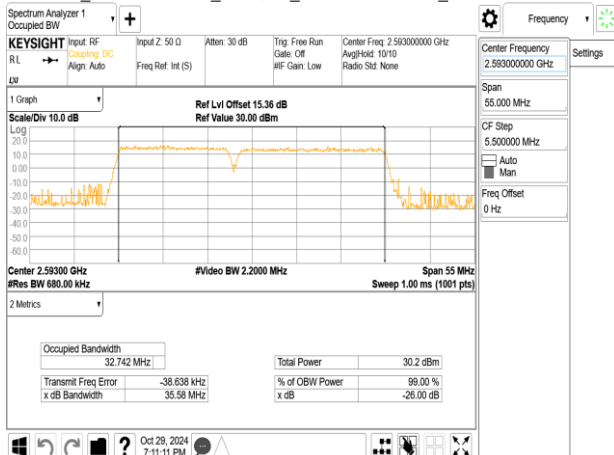 Spectrum Analyzer 1
Occupied BW
Frequency
KEYSIGHT
RL
Input: RF
Coupling: DC
Align: Auto
Input Z: 50 Ω
Freq Ref: Int (S)
Atten: 30 dB
Trig: Free Run
Gate: Off
#IF Gain: Low
Center Freq: 2.593000000 GHz
Avg|Hold: 10/10
Radio Std: None
Center Frequency
2.593000000 GHz
Settings
Span
55.000 MHz
CF Step
5.500000 MHz
Auto
Man
Freq Offset
0 Hz
1 Graph
Scale/Div 10.0 dB
Ref Lvl Offset 15.36 dB
Ref Value 30.00 dBm
Log
20.0
10.0
0.00
-10.0
-20.0
-30.0
-40.0
-50.0
-60.0
Center 2.59300 GHz
#Res BW 680.00 kHz
#Video BW 2.2000 MHz
Span 55 MHz
Sweep 1.00 ms (1001 pts)
2 Metrics
Occupied Bandwidth
32.742 MHz
Total Power 30.2 dBm
Transmit Freq Error -38.638 kHz
% of OBW Power 99.00 %
x dB Bandwidth 35.58 MHz
x dB -26.00 dB
?
Oct 29, 2024
7:11:11 PM